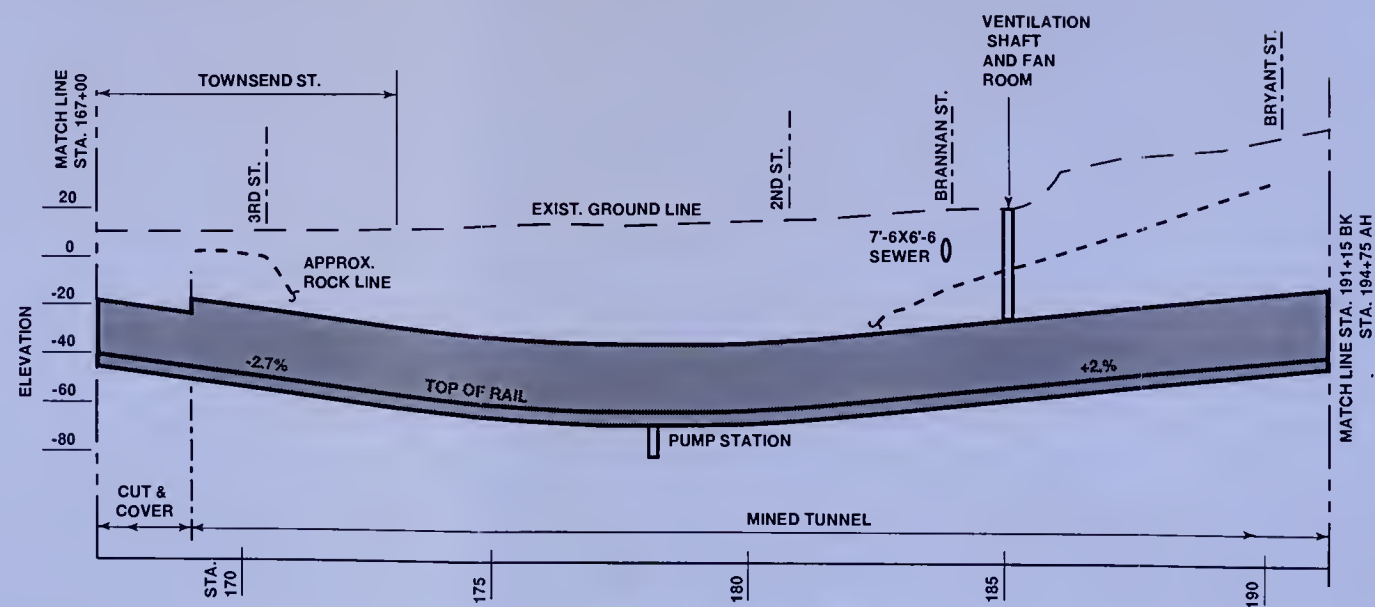 VENTILATION
SHAFT
AND FAN
ROOM
MATCH LINE
STA. 167+00
TOWNSEND ST.
3RD ST.
2ND ST.
BRANNAN ST.
BRYANT ST.
EXIST. GROUND LINE
7'-6X6'-6
SEWER
APPROX.
ROCK LINE
ELEVATION
20
0
-20
-40
-60
-80
-2.7%
TOP OF RAIL
+2.%
PUMP STATION
MATCH LINE STA. 191+15 BK
STA. 194+75 AH
CUT &
COVER
MINED TUNNEL
STA.
170
175
180
185
190